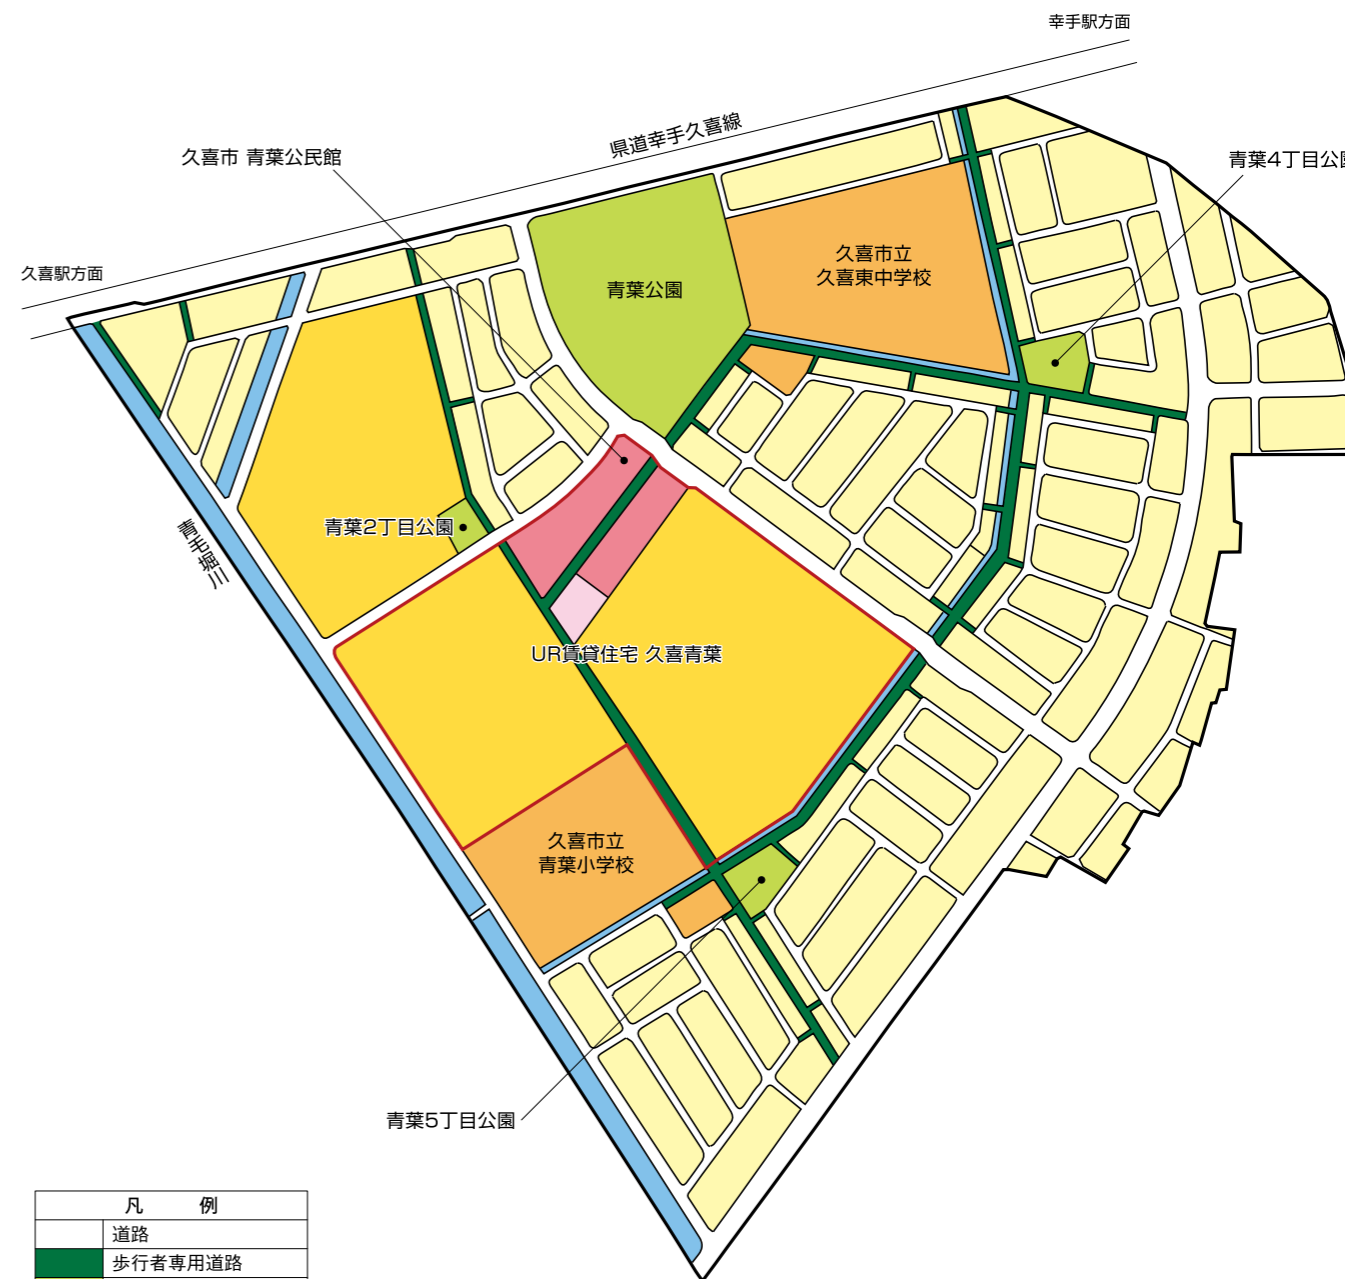 幸手駅方面
県道幸手久喜線
久喜市 青葉公民館
青葉4丁目公園
久喜市立
久喜東中学校
久喜駅方面
青葉公園
青葉2丁目公園
青毛堀川
UR賃貸住宅 久喜青葉
久喜市立
青葉小学校
青葉5丁目公園
凡 例
道路
歩行者専用道路